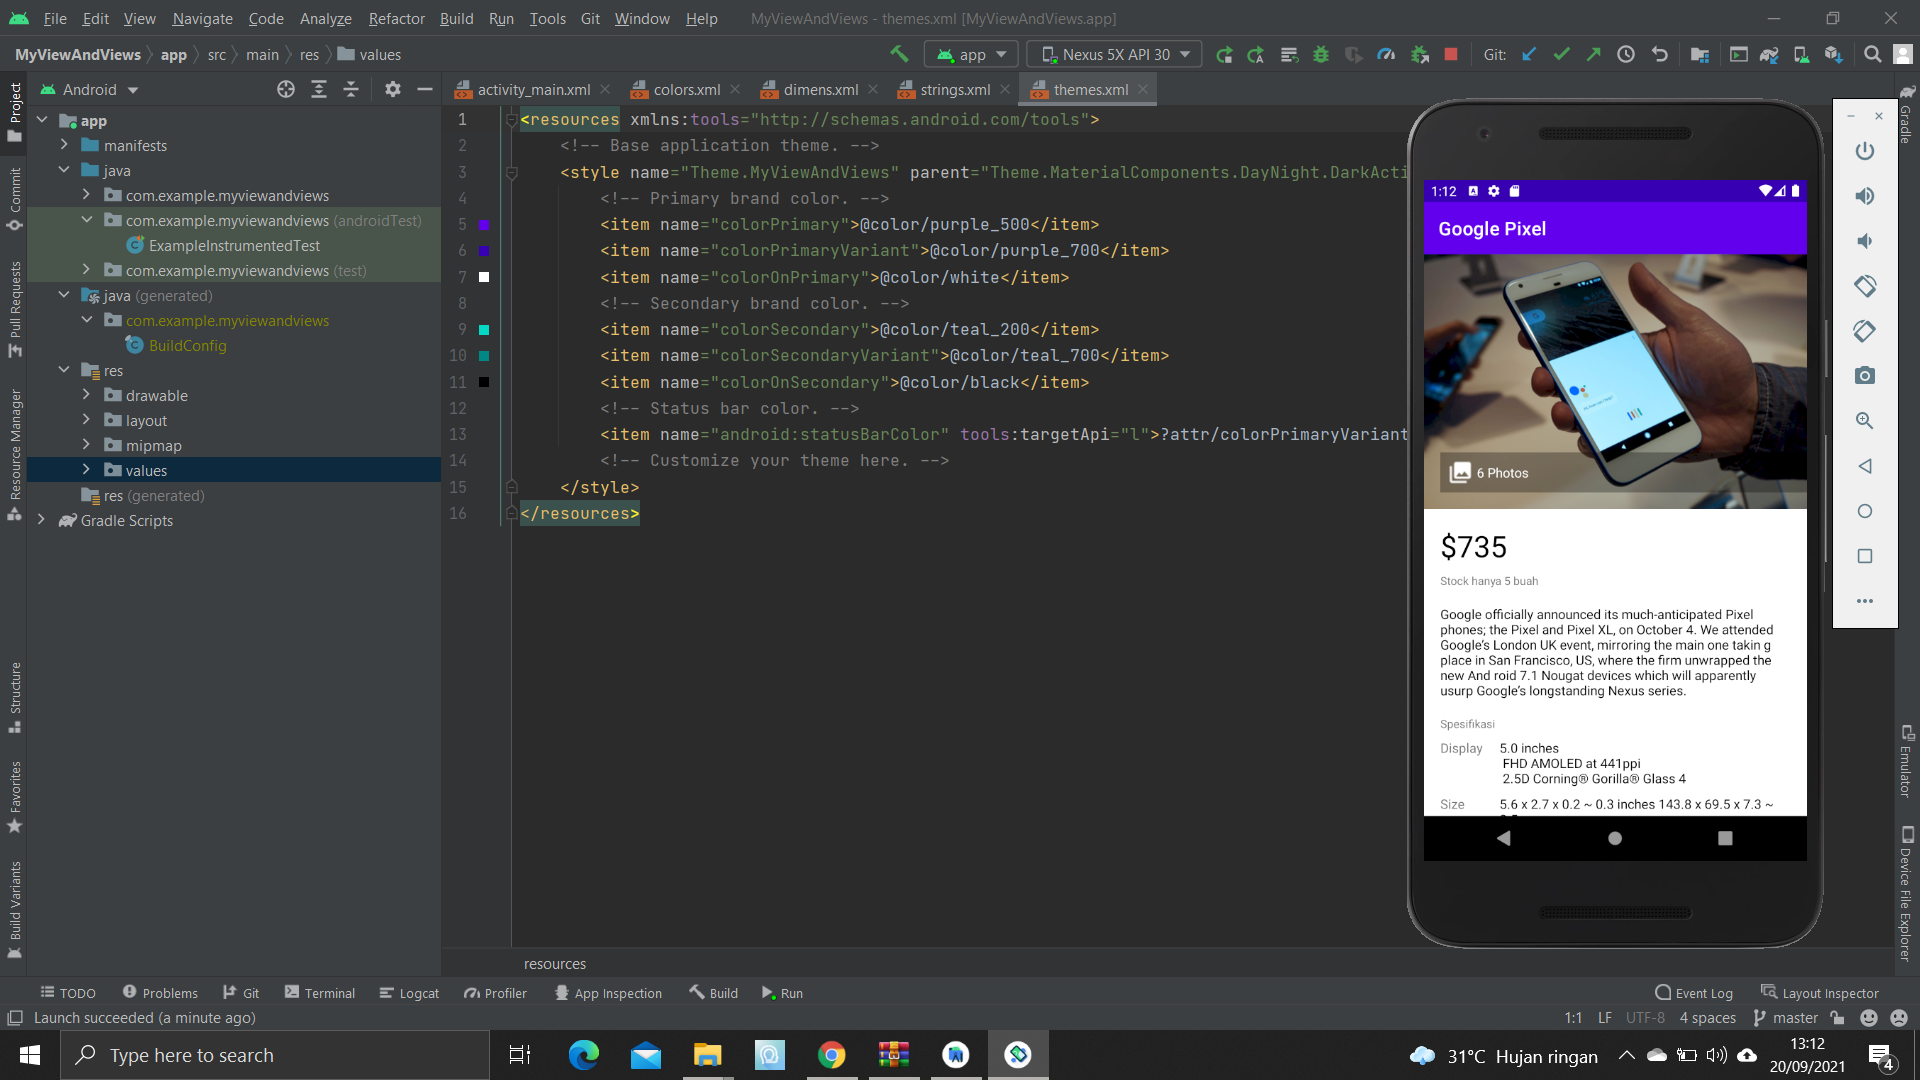 File Edit View Navigate Code Analyze Refactor Build Run Tools Git Window Help MyViewAndViews - themes.xml [MyViewAndViews.app]
MyViewAndViews app src main res values app Nexus 5X API 30 Git:
Android
activity_main.xml colors.xml dimens.xml strings.xml themes.xml
Project
Commit
Pull Requests
Resource Manager
Structure
Favorites
Build Variants
app
manifests
java
com.example.myviewandviews
com.example.myviewandviews (androidTest)
ExampleInstrumentedTest
com.example.myviewandviews (test)
java (generated)
com.example.myviewandviews
BuildConfig
res
drawable
layout
mipmap
values
res (generated)
Gradle Scripts
1 <resources xmlns:tools="http://schemas.android.com/tools">
2 <!-- Base application theme. -->
3 <style name="Theme.MyViewAndViews" parent="Theme.MaterialComponents.DayNight.DarkActi
4 <!-- Primary brand color. -->
5 <item name="colorPrimary">@color/purple_500</item>
6 <item name="colorPrimaryVariant">@color/purple_700</item>
7 <item name="colorOnPrimary">@color/white</item>
8 <!-- Secondary brand color. -->
9 <item name="colorSecondary">@color/teal_200</item>
10 <item name="colorSecondaryVariant">@color/teal_700</item>
11 <item name="colorOnSecondary">@color/black</item>
12 <!-- Status bar color. -->
13 <item name="android:statusBarColor" tools:targetApi="l">?attr/colorPrimaryVariant
14 <!-- Customize your theme here. -->
15 </style>
16 </resources>
resources
1:12
Google Pixel
6 Photos
$735
Stock hanya 5 buah
Google officially announced its much-anticipated Pixel
phones; the Pixel and Pixel XL, on October 4. We attended
Google's London UK event, mirroring the main one takin g
place in San Francisco, US, where the firm unwrapped the
new And roid 7.1 Nougat devices which will apparently
usurp Google's longstanding Nexus series.
Spesifikasi
Display 5.0 inches
FHD AMOLED at 441ppi
2.5D Corning® Gorilla® Glass 4
Size 5.6 x 2.7 x 0.2 ~ 0.3 inches 143.8 x 69.5 x 7.3 ~
Gradle
Emulator
Device File Explorer
TODO Problems Git Terminal Logcat Profiler App Inspection Build Run Event Log Layout Inspector
Launch succeeded (a minute ago) 1:1 LF UTF-8 4 spaces master
Type here to search 31°C Hujan ringan 13:12
20/09/2021 4